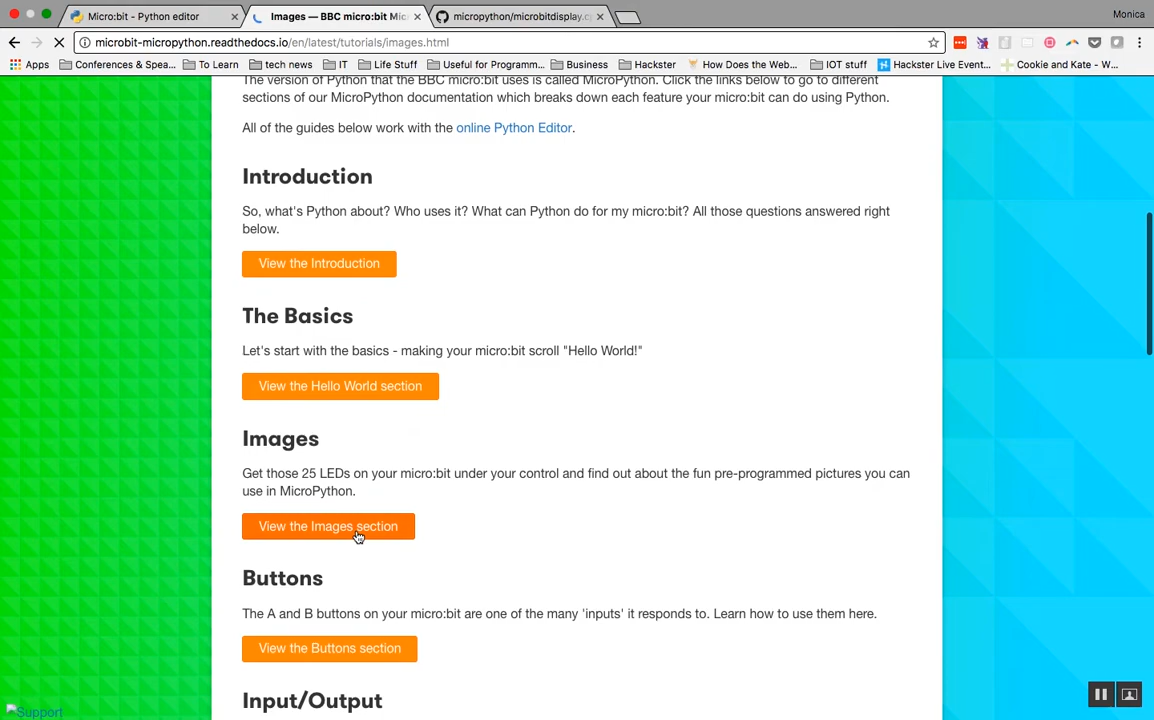 Micro:bit - Python editor
Images — BBC micro:bit Mic
micropython/microbitdisplay.c
Monica
microbit-micropython.readthedocs.io/en/latest/tutorials/images.html
Apps Conferences & Spea... To Learn tech news IT Life Stuff Useful for Programm... Business Hackster How Does the Web... IOT stuff Hackster Live Event... Cookie and Kate - W...
The version of Python that the BBC micro:bit uses is called MicroPython. Click the links below to go to different
sections of our MicroPython documentation which breaks down each feature your micro:bit can do using Python.
All of the guides below work with the online Python Editor.
Introduction
So, what's Python about? Who uses it? What can Python do for my micro:bit? All those questions answered right
below.
View the Introduction
The Basics
Let's start with the basics - making your micro:bit scroll "Hello World!"
View the Hello World section
Images
Get those 25 LEDs on your micro:bit under your control and find out about the fun pre-programmed pictures you can
use in MicroPython.
View the Images section
Buttons
The A and B buttons on your micro:bit are one of the many 'inputs' it responds to. Learn how to use them here.
View the Buttons section
Input/Output
Support